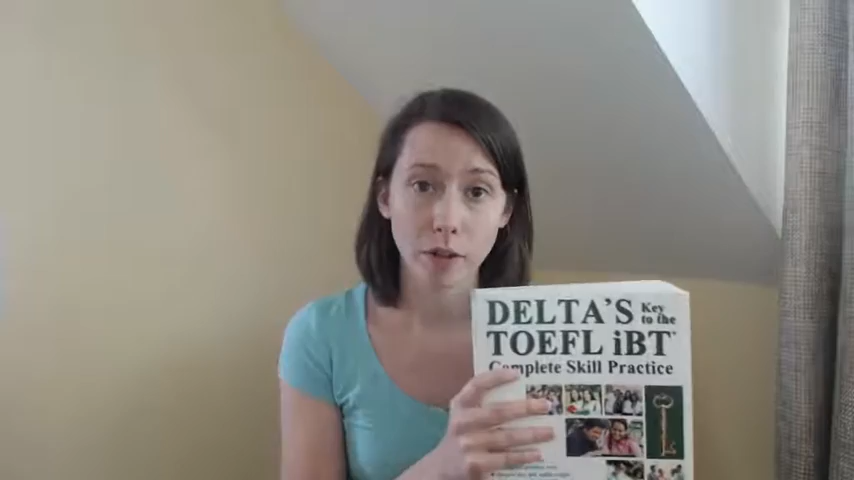 DELTA'S Key
to the
TOEFL iBT
Complete Skill Practice